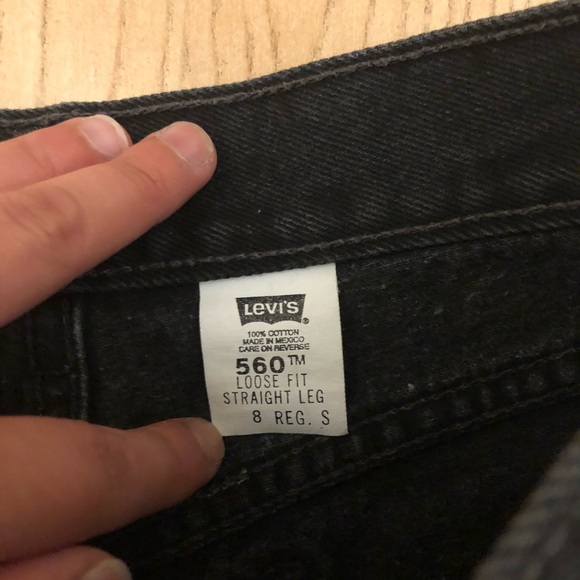 Levi's ®
100% COTTON
MADE IN MEXICO
CARE ON REVERSE
560™
LOOSE FIT
STRAIGHT LEG
8 REG. S